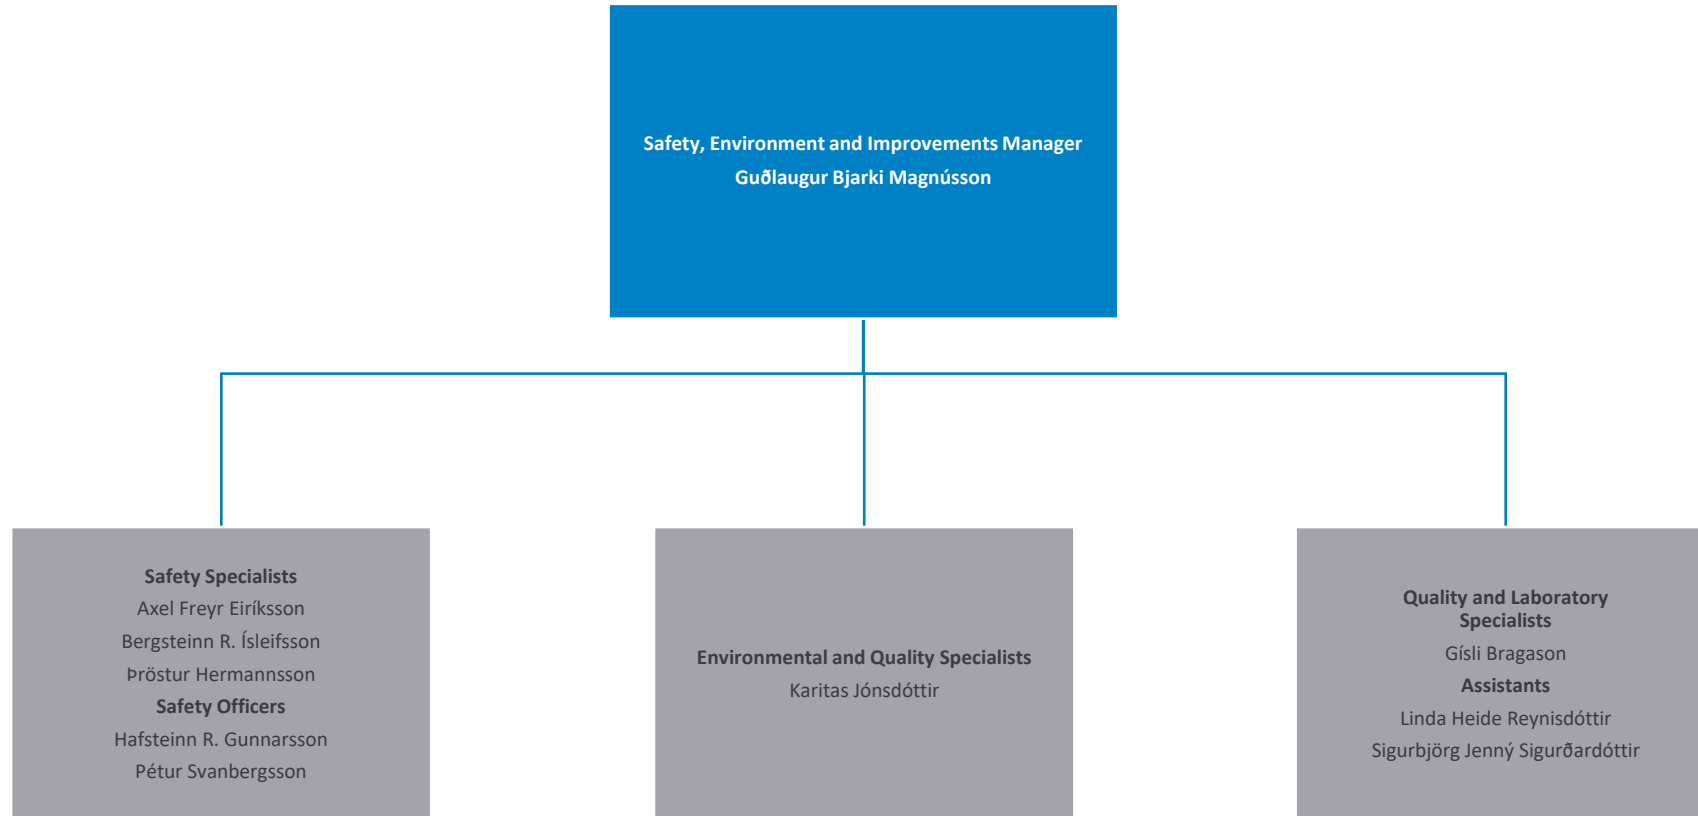 Safety, Environment and Improvements Manager
Guðlaugur Bjarki Magnússon
Safety Specialists
Axel Freyr Eiríksson
Bergsteinn R. Ísleifsson
Þröstur Hermannsson
Safety Officers
Hafsteinn R. Gunnarsson
Pétur Svanbergsson
Environmental and Quality Specialists
Karitas Jónsdóttir
Quality and Laboratory
Specialists
Gísli Bragason
Assistants
Linda Heide Reynisdóttir
Sigurbjörg Jenný Sigurðardóttir